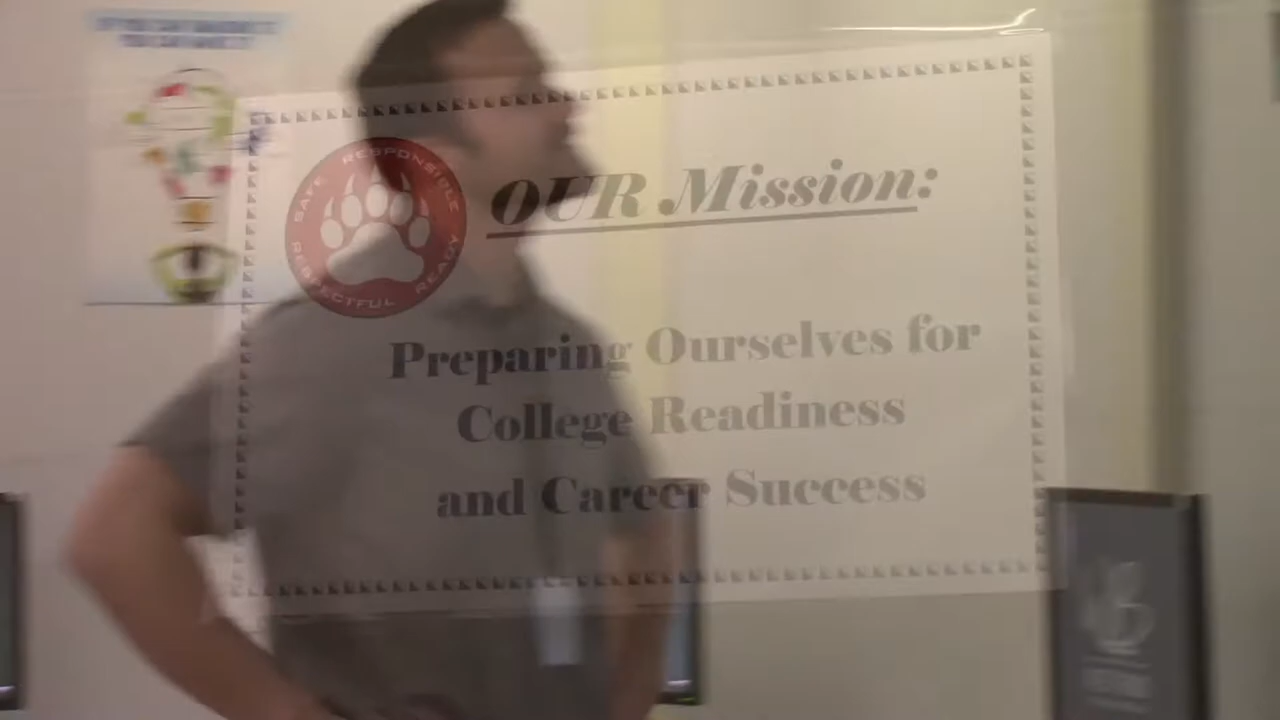 SAFE RESPONSIBLE
RESPECTFUL READY
OUR Mission:
Preparing Ourselves for
College Readiness
and Career Success